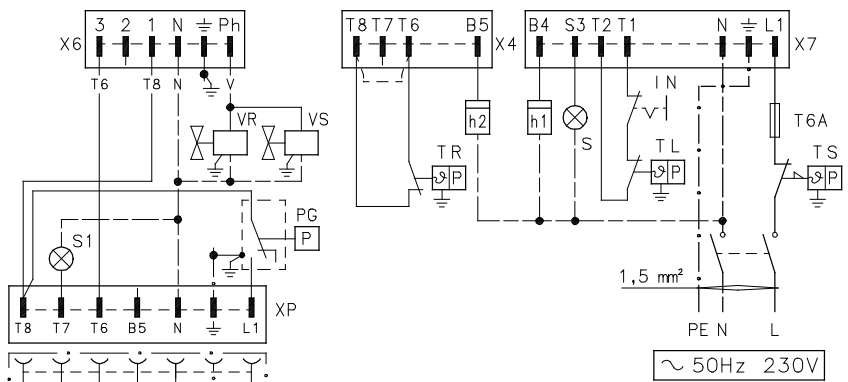 3 2 1 N Ph
X6
T6 T8 N V
VR VS
S1
PG
P
XP
T8 T7 T6 B5 N L1
T8 T7 T6 B5
X4
h2
TR
ϑ P
B4 S3 T2 T1 N L1
X7
IN
h1
S
TL
ϑ P
T6A
TS
ϑ P
1,5 mm²
PE N L
~ 50Hz 230V